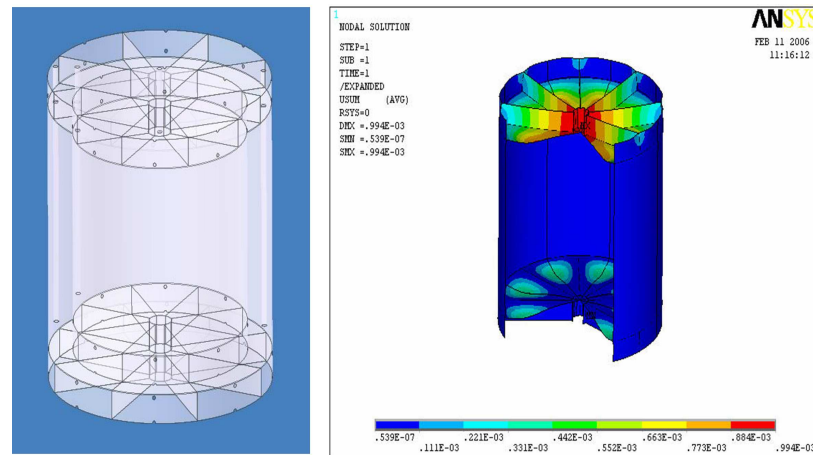 1
NODAL SOLUTION
STEP=1
SUB =1
TIME=1
/EXPANDED
USUM (AVG)
RSYS=0
DMX =.994E-03
SMN =.539E-07
SMX =.994E-03
ANSYS
FEB 11 2006
11:16:12
.539E-07 .221E-03 .442E-03 .663E-03 .884E-03
.111E-03 .331E-03 .552E-03 .773E-03 .994E-03